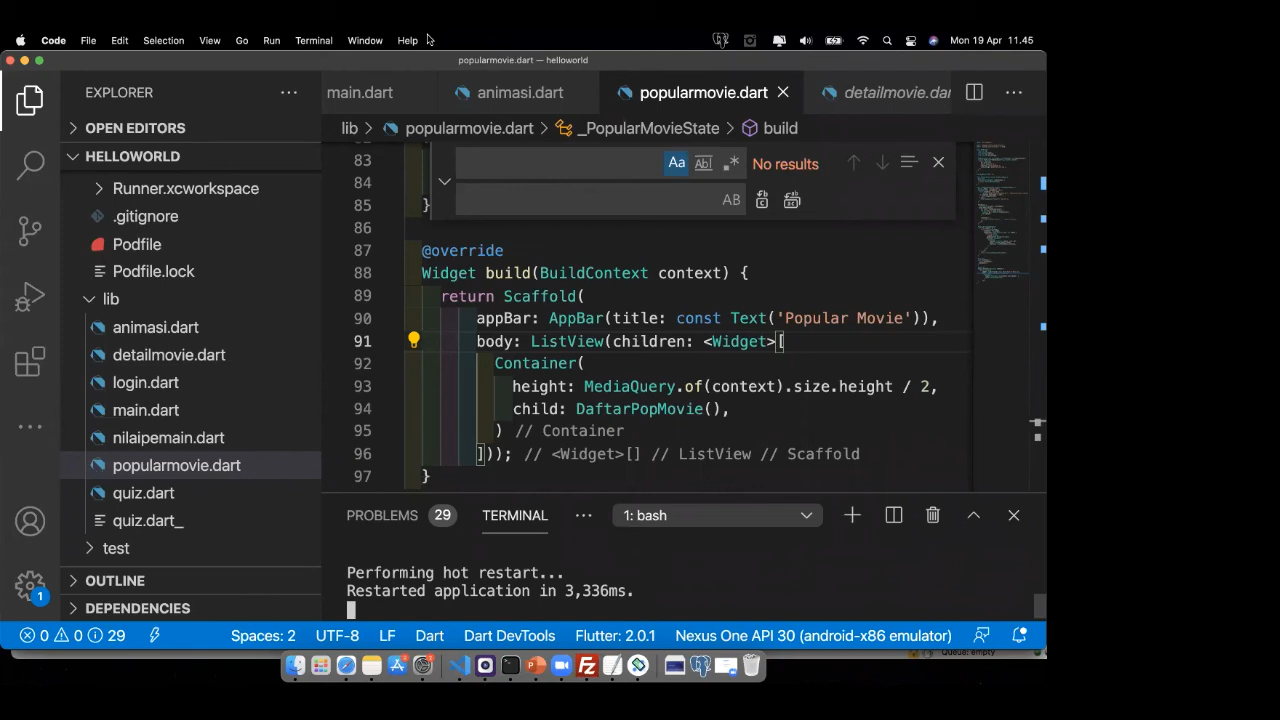 Code File Edit Selection View Go Run Terminal Window Help Mon 19 Apr 11.45
popularmovie.dart — helloworld
EXPLORER
main.dart animasi.dart popularmovie.dart detailmovie.dar
OPEN EDITORS
lib > popularmovie.dart > _PopularMovieState > build
HELLOWORLD
Runner.xcworkspace
.gitignore
Podfile
Podfile.lock
lib
animasi.dart
detailmovie.dart
login.dart
main.dart
nilaipemain.dart
popularmovie.dart
quiz.dart
quiz.dart_
test
OUTLINE
DEPENDENCIES
1
Aa Ab| .* No results
AB
83
84
85 }
86
87 @override
88 Widget build(BuildContext context) {
89 return Scaffold(
90 appBar: AppBar(title: const Text('Popular Movie')),
91 body: ListView(children: <Widget>[
92 Container(
93 height: MediaQuery.of(context).size.height / 2,
94 child: DaftarPopMovie(),
95 ) // Container
96 ])); // <Widget>[] // ListView // Scaffold
97 }
PROBLEMS 29 TERMINAL ... 1: bash
Performing hot restart...
Restarted application in 3,336ms.
0 0 29 Spaces: 2 UTF-8 LF Dart Dart DevTools Flutter: 2.0.1 Nexus One API 30 (android-x86 emulator)
Queue: empty